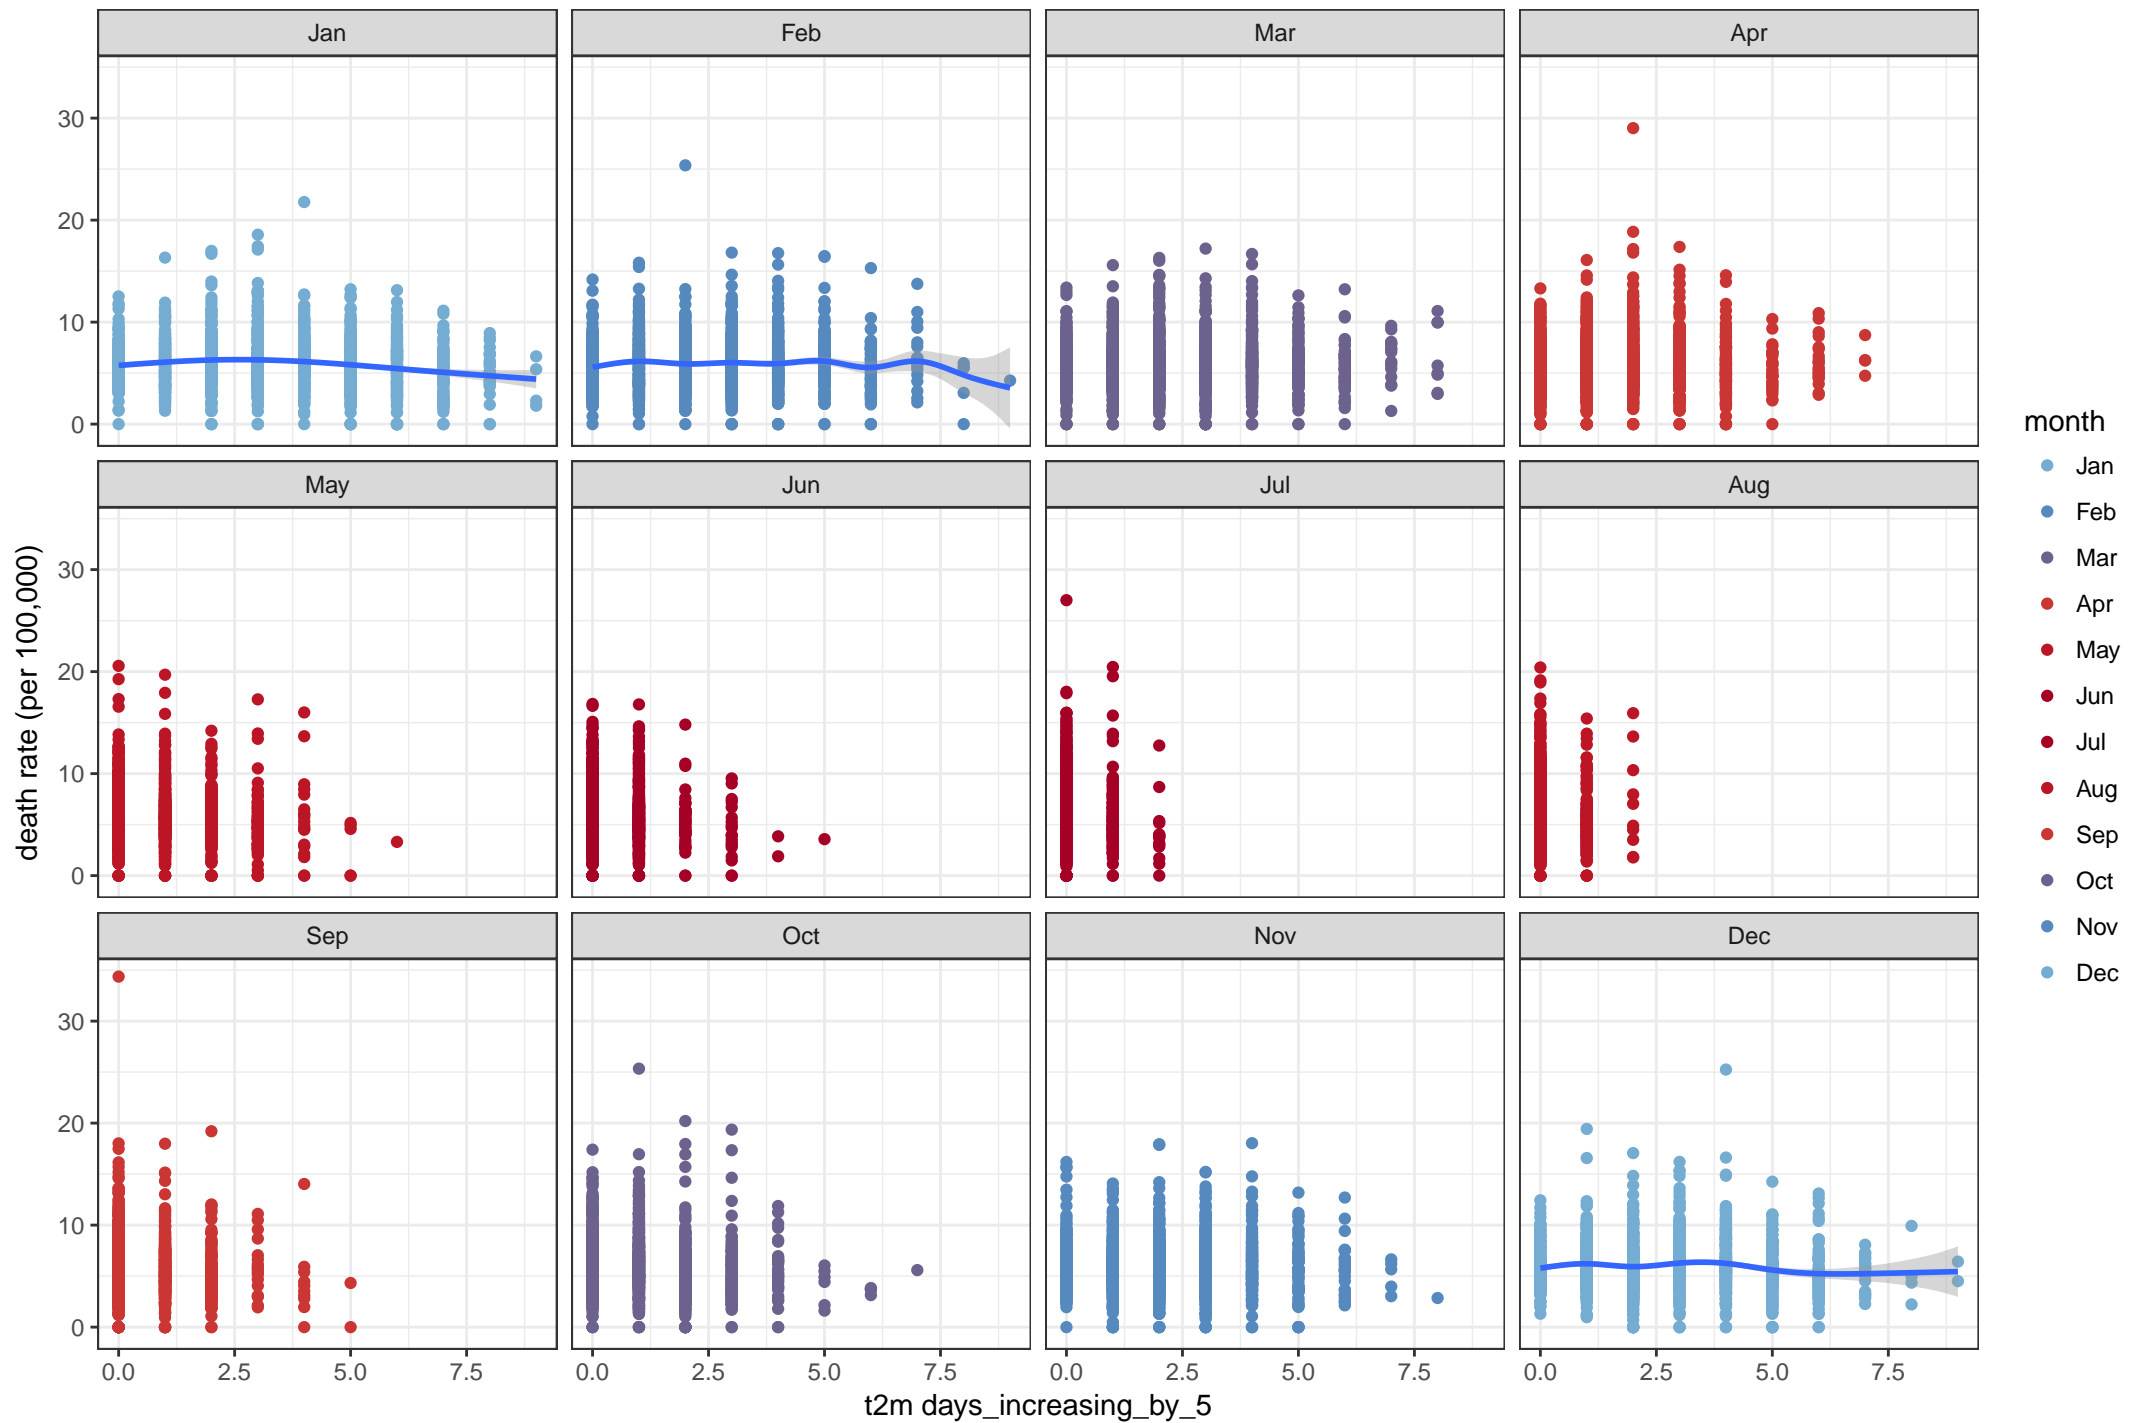 Jan Feb Mar Apr
30
20
10
0
May Jun Jul Aug
30
20
10
0
Sep Oct Nov Dec
30
20
10
0
0.0 2.5 5.0 7.5 0.0 2.5 5.0 7.5 0.0 2.5 5.0 7.5 0.0 2.5 5.0 7.5
t2m days_increasing_by_5
death rate (per 100,000)
month
Jan
Feb
Mar
Apr
May
Jun
Jul
Aug
Sep
Oct
Nov
Dec